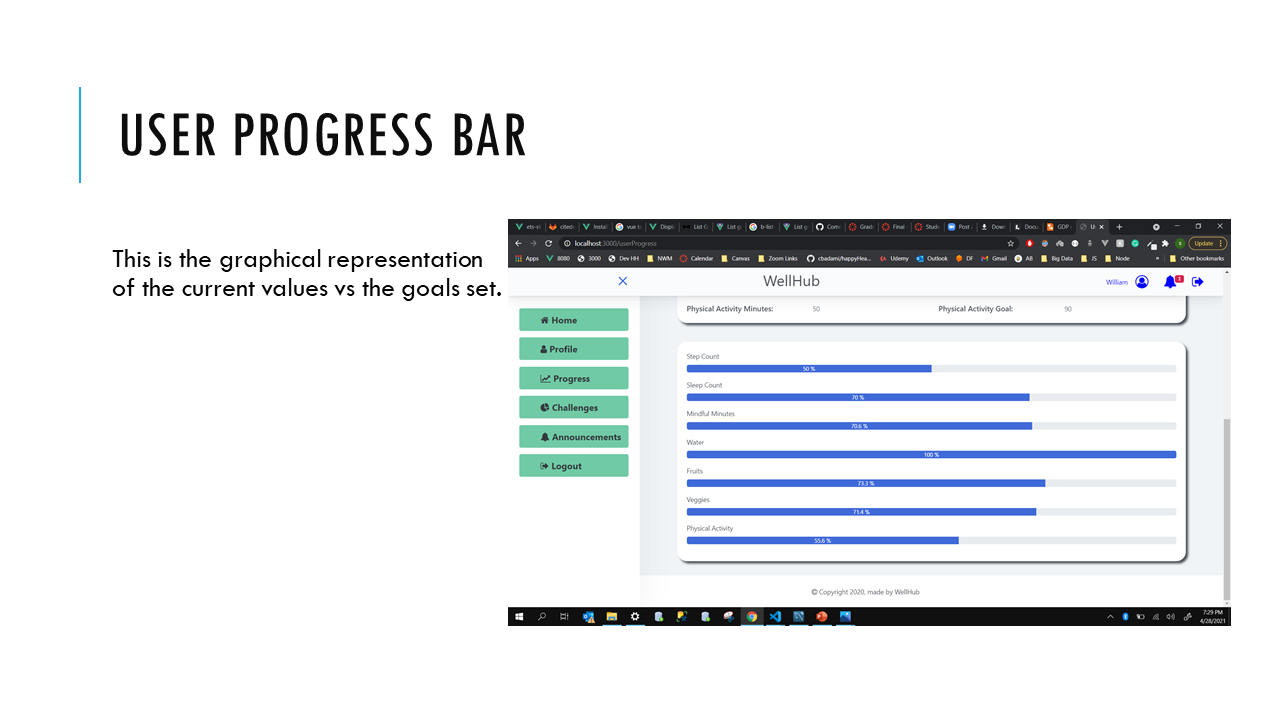 USER PROGRESS BAR
This is the graphical representation
of the current values vs the goals set.
localhost:3000/userProgress
Update
Apps 8080 3000 Dev HH NWM Calendar Canvas Zoom Links cbadami/happyHea... Udemy Outlook DF Gmail AB Big Data JS Node » Other bookmarks
WellHub
William
Home
Profile
Progress
Challenges
Announcements
Logout
Physical Activity Minutes: 50 Physical Activity Goal: 90
Step Count
50 %
Sleep Count
70 %
Mindful Minutes
70.6 %
Water
100 %
Fruits
73.3 %
Veggies
71.4 %
Physical Activity
55.6 %
© Copyright 2020, made by WellHub
7:29 PM
4/28/2021